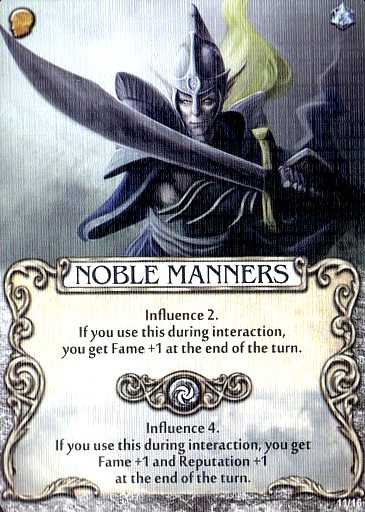 NOBLE MANNERS
Influence 2.
If you use this during interaction,
you get Fame +1 at the end of the turn.
Influence 4.
If you use this during interaction, you get
Fame +1 and Reputation +1
at the end of the turn.
11/16